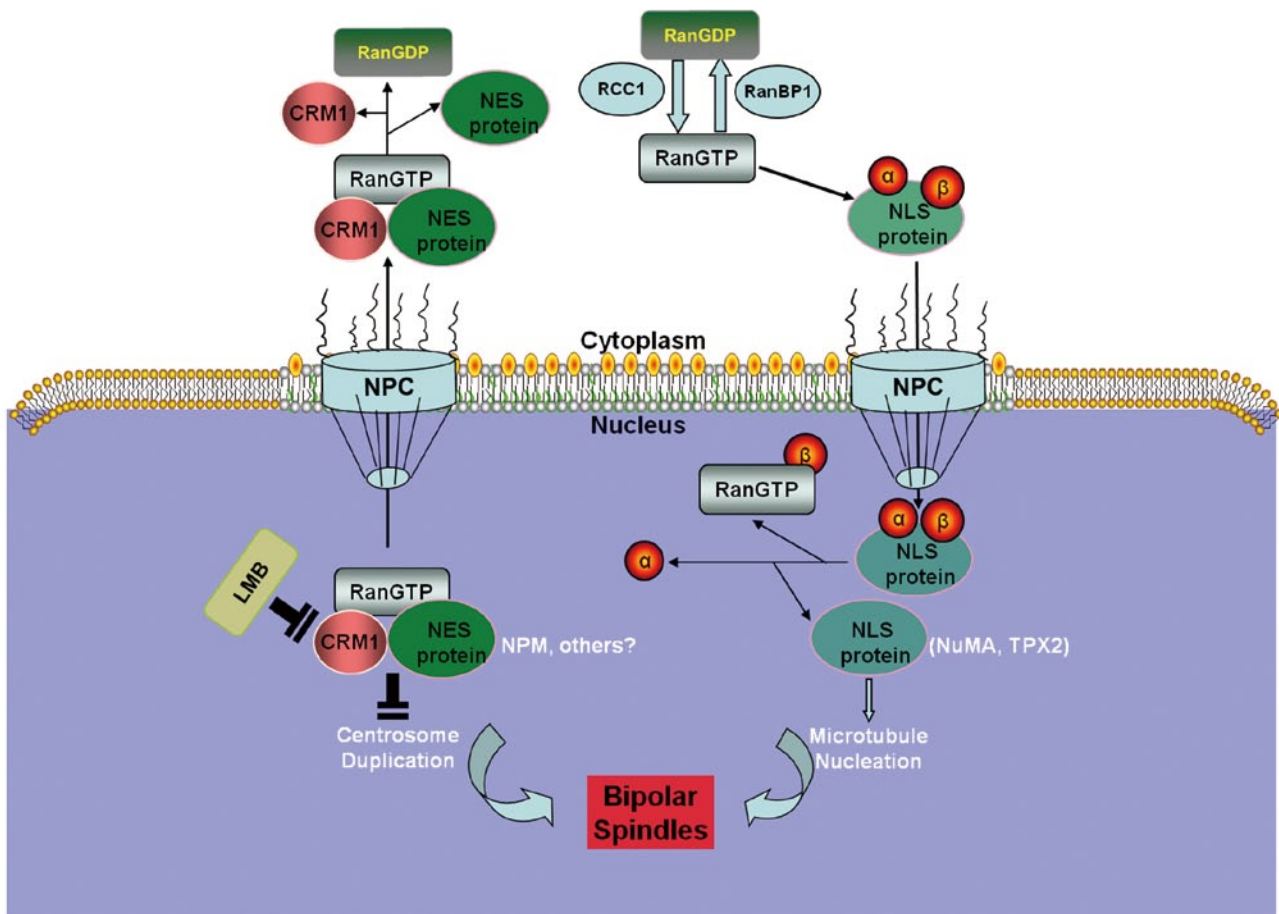 RanGDP
CRM1
NES
protein
RanGTP
CRM1
NES
protein
RanGDP
RCC1
RanBP1
RanGTP
α
β
NLS
protein
Cytoplasm
NPC
NPC
Nucleus
β
RanGTP
α
β
NLS
protein
α
LMB
RanGTP
CRM1
NES
protein
NPM, others?
NLS
protein
(NuMA, TPX2)
Centrosome
Duplication
Microtubule
Nucleation
Bipolar
Spindles